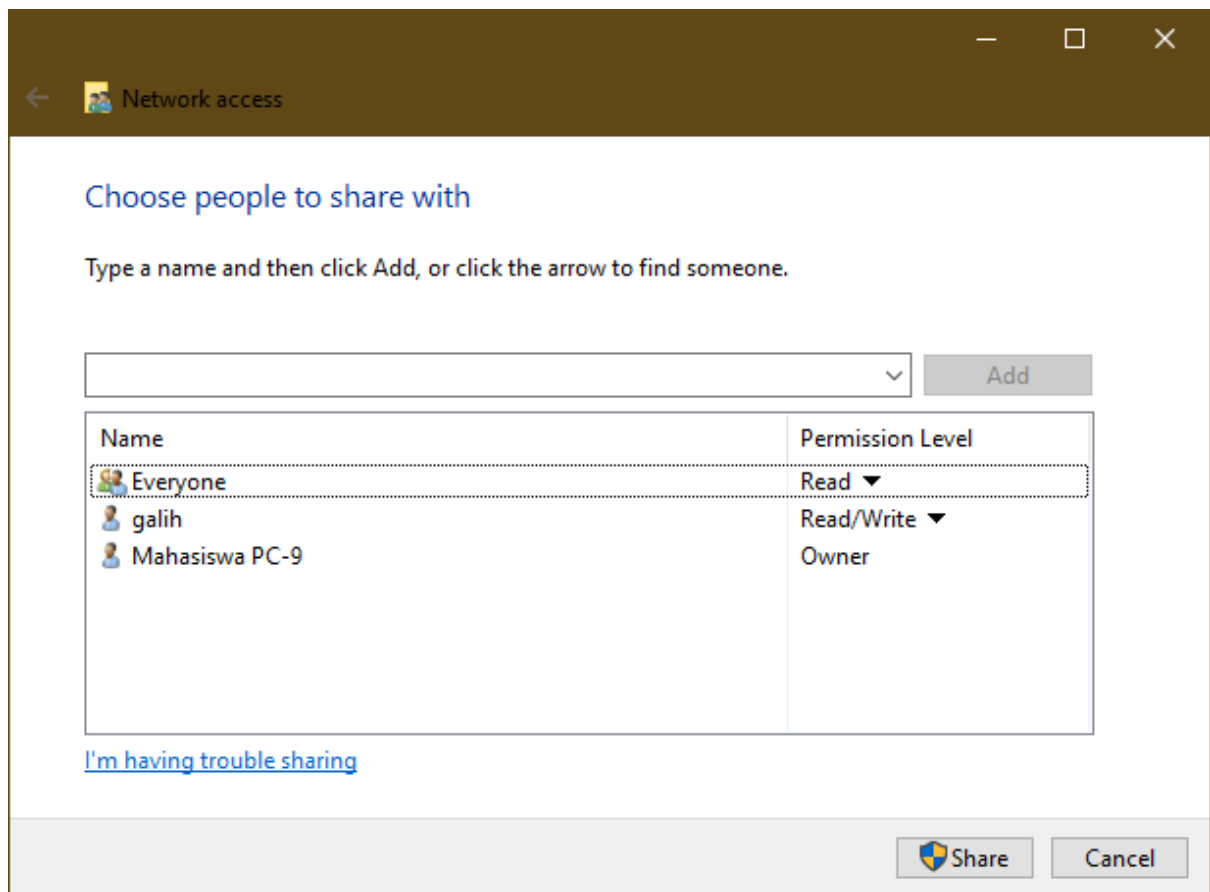 Network access
Choose people to share with
Type a name and then click Add, or click the arrow to find someone.
Add
Name Permission Level
Everyone Read
galih Read/Write
Mahasiswa PC-9 Owner
I'm having trouble sharing
Share Cancel